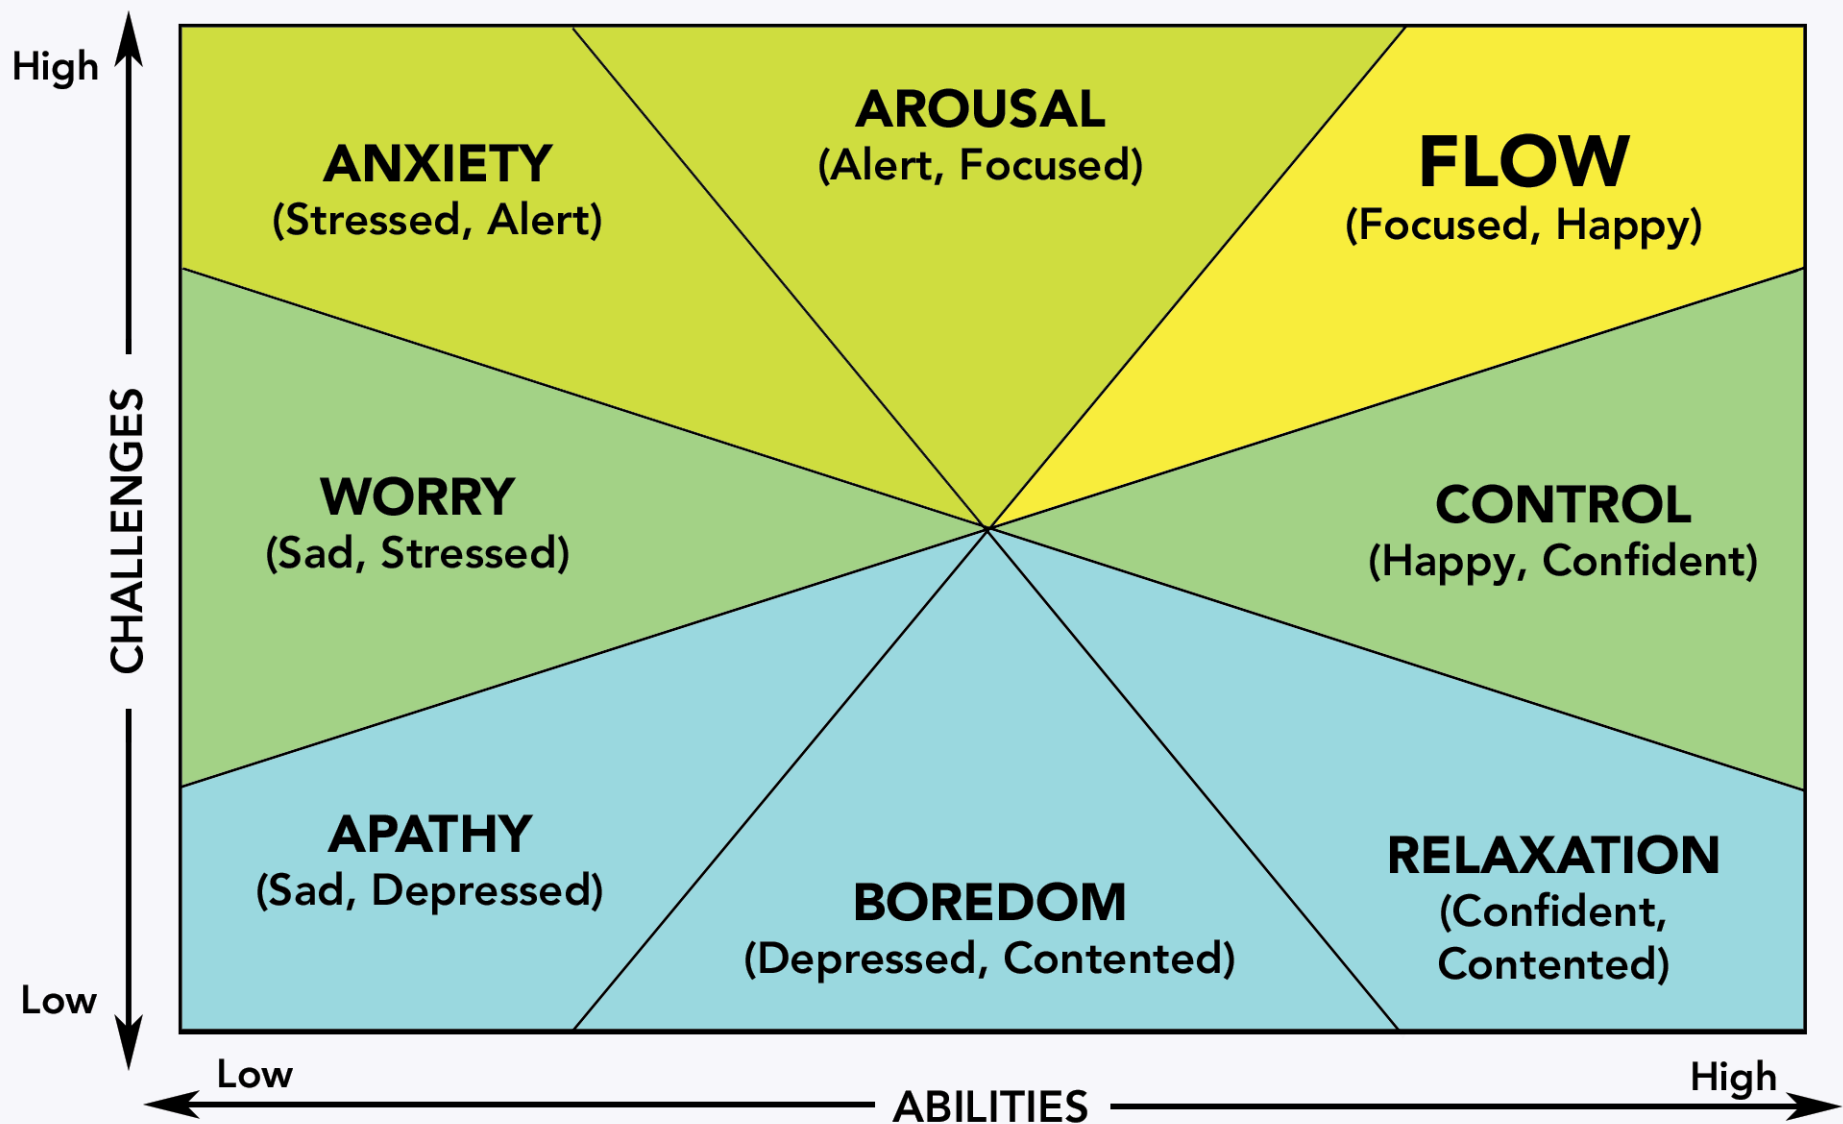 High
AROUSAL
(Alert, Focused)
ANXIETY
(Stressed, Alert)
FLOW
(Focused, Happy)
CHALLENGES
WORRY
(Sad, Stressed)
CONTROL
(Happy, Confident)
APATHY
(Sad, Depressed)
BOREDOM
(Depressed, Contented)
RELAXATION
(Confident,
Contented)
Low
Low
ABILITIES
High